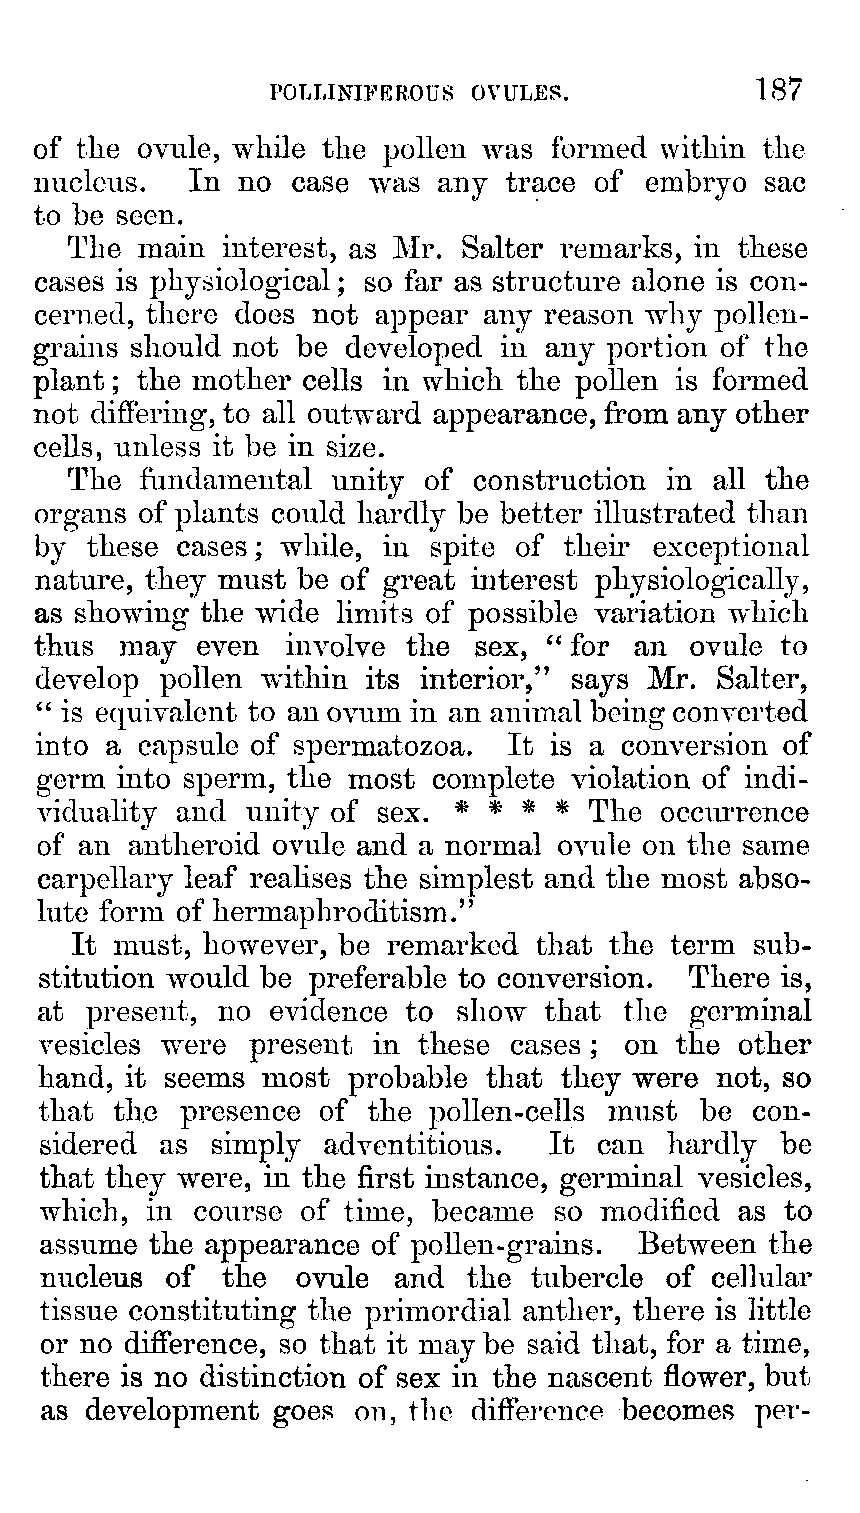 POLLINIFEROUS OVULES. 187
of the ovule, while the pollen was formed within the
nucleus. In no case was any trace of embryo sac
to be seen.
The main interest, as Mr. Salter remarks, in these
cases is physiological; so far as structure alone is con-
cerned, there does not appear any reason why pollen-
grains should not be developed in any portion of the
plant; the mother cells in which the pollen is formed
not differing, to all outward appearance, from any other
cells, unless it be in size.
The fundamental unity of construction in all the
organs of plants could hardly be better illustrated than
by these cases; while, in spite of their exceptional
nature, they must be of great interest physiologically,
as showing the wide limits of possible variation which
thus may even involve the sex, “for an ovule to
develop pollen within its interior,” says Mr. Salter,
“is equivalent to an ovum in an animal being converted
into a capsule of spermatozoa. It is a conversion of
germ into sperm, the most complete violation of indi-
viduality and unity of sex. * * * * The occurrence
of an antheroid ovule and a normal ovule on the same
carpellary leaf realises the simplest and the most abso-
lute form of hermaphroditism.”
It must, however, be remarked that the term sub-
stitution would be preferable to conversion. There is,
at present, no evidence to show that the germinal
vesicles were present in these cases; on the other
hand, it seems most probable that they were not, so
that the presence of the pollen-cells must be con-
sidered as simply adventitious. It can hardly be
that they were, in the first instance, germinal vesicles,
which, in course of time, became so modified as to
assume the appearance of pollen-grains. Between the
nucleus of the ovule and the tubercle of cellular
tissue constituting the primordial anther, there is little
or no difference, so that it may be said that, for a time,
there is no distinction of sex in the nascent flower, but
as development goes on, the difference becomes per-